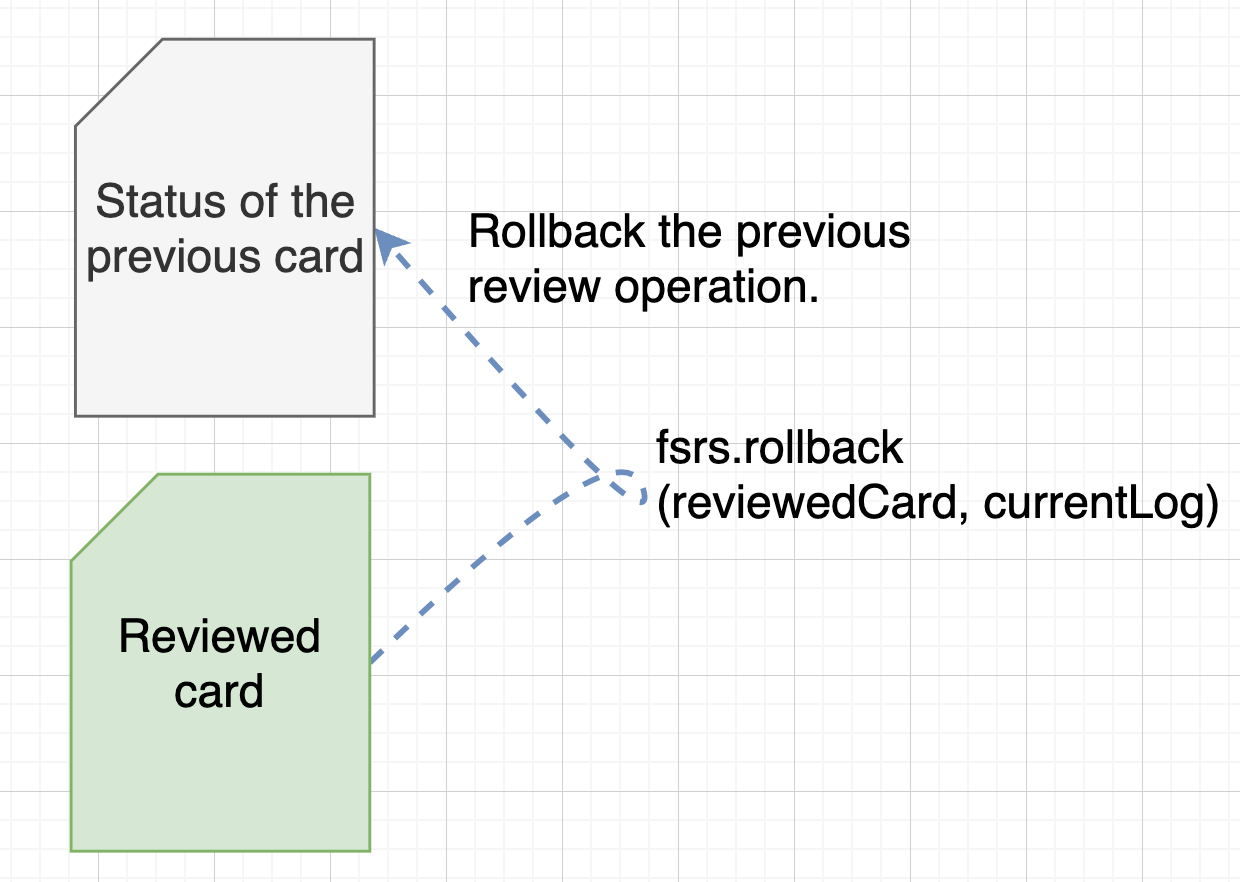 Status of the
previous card
Rollback the previous
review operation.
fsrs.rollback
(reviewedCard, currentLog)
Reviewed
card